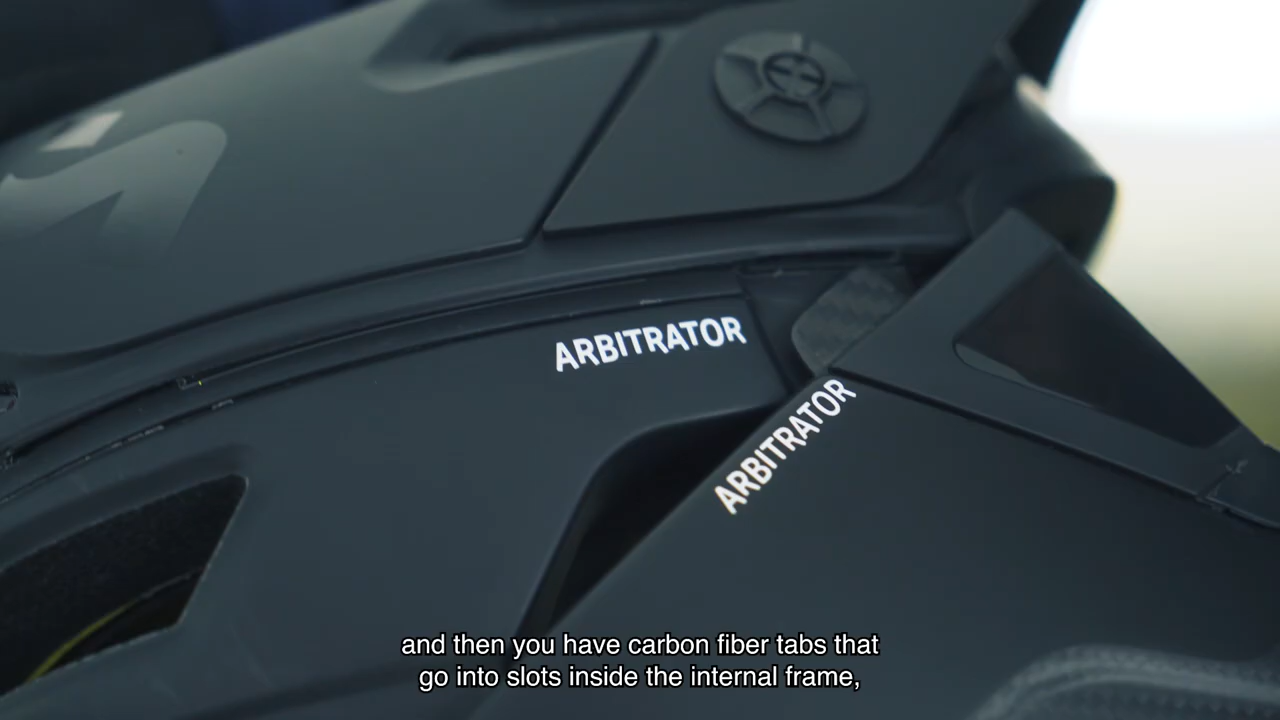 ARBITRATOR
ARBITRATOR
and then you have carbon fiber tabs that
go into slots inside the internal frame,